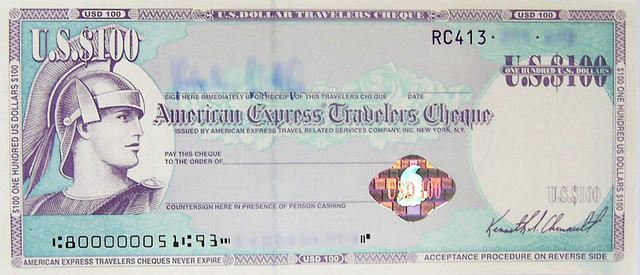 USD 100 U.S. DOLLAR TRAVELERS CHEQUE USD 100
U.S.$100 RC413
U.S.$100
ONE HUNDRED U.S. DOLLARS
SIGN HERE IMMEDIATELY UPON RECEIPT OF THIS TRAVELERS CHEQUE DATE
American Express Travelers Cheque
ISSUED BY AMERICAN EXPRESS TRAVEL RELATED SERVICES COMPANY, INC. NEW YORK, N.Y.
PAY THIS CHEQUE
TO THE ORDER OF
U.S.$100
COUNTERSIGN HERE IN PRESENCE OF PERSON CASHING
⑆800000051⑆93⑈ ⑈
AMERICAN EXPRESS TRAVELERS CHEQUES NEVER EXPIRE USD 100 ACCEPTANCE PROCEDURE ON REVERSE SIDE
$100 ONE HUNDRED US DOLLARS $100
$100 ONE HUNDRED US DOLLARS $100